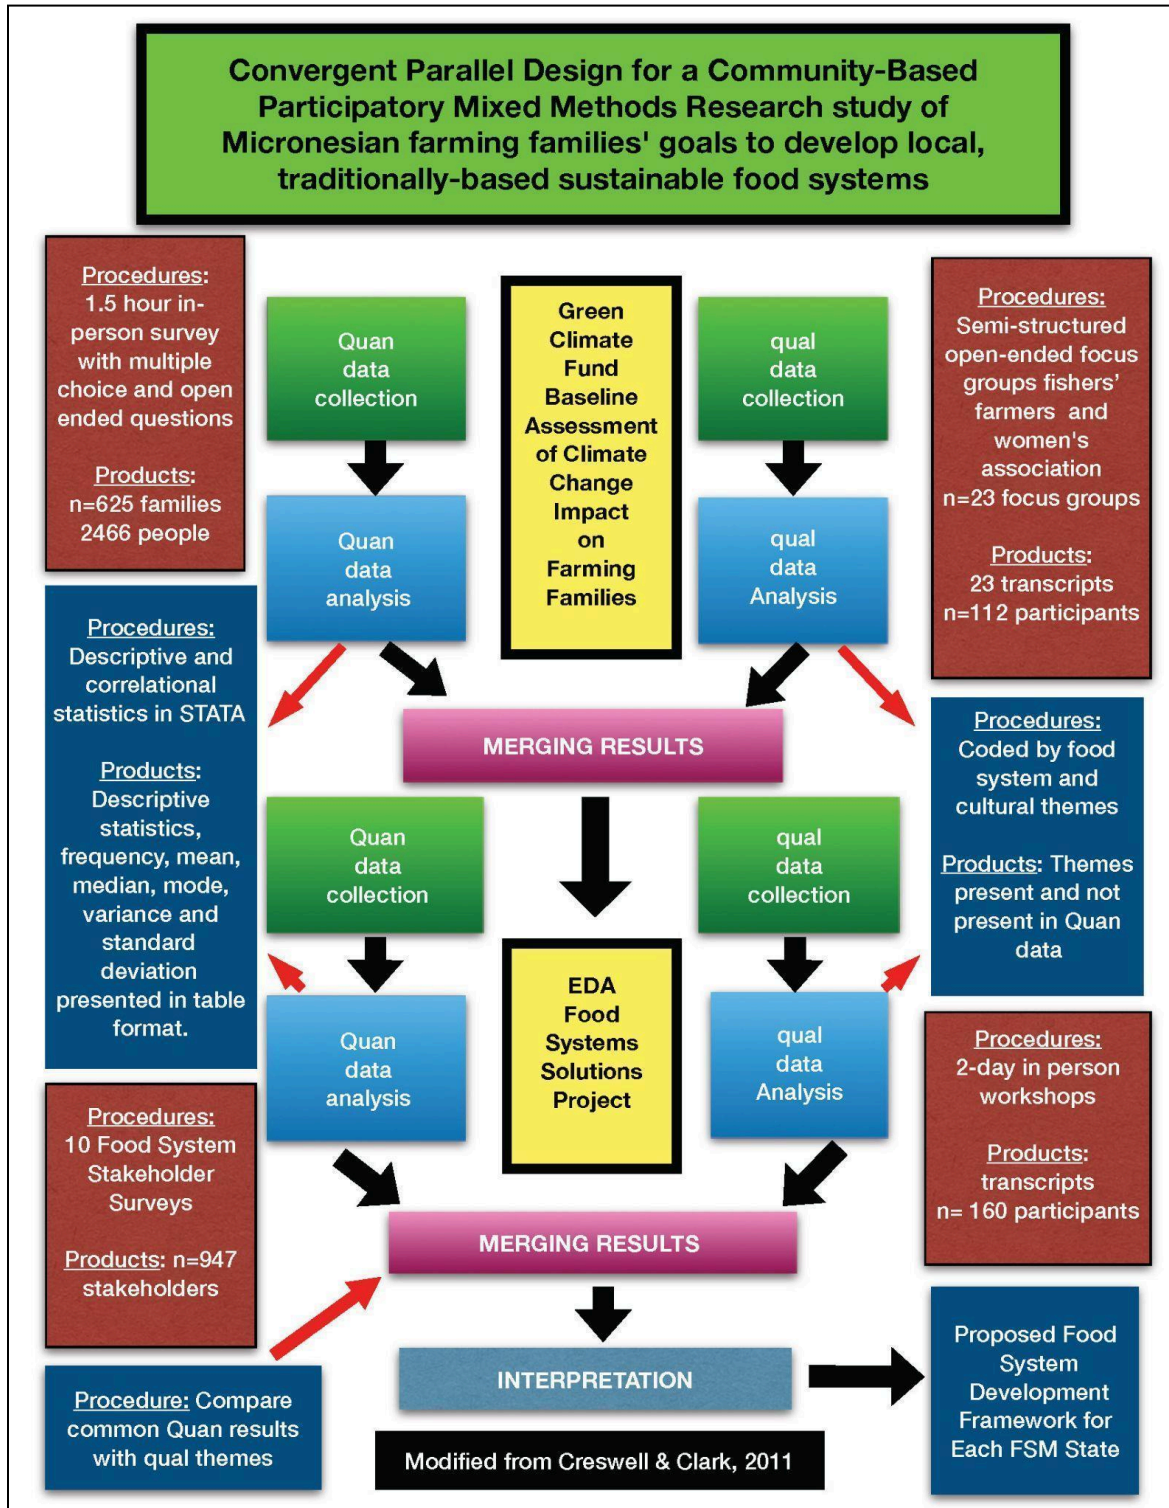 Convergent Parallel Design for a Community-Based
Participatory Mixed Methods Research study of
Micronesian farming families' goals to develop local,
traditionally-based sustainable food systems
Procedures:
1.5 hour in-
person survey
with multiple
choice and open
ended questions
Products:
n=625 families
2466 people
Quan
data
collection
Green
Climate
Fund
Baseline
Assessment
of Climate
Change
Impact
on
Farming
Families
qual
data
collection
Procedures:
Semi-structured
open-ended focus
groups fishers’
farmers and
women's
association
n=23 focus groups
Products:
23 transcripts
n=112 participants
Quan
data
analysis
qual
data
Analysis
Procedures:
Descriptive and
correlational
statistics in STATA
Products:
Descriptive
statistics,
frequency, mean,
median, mode,
variance and
standard
deviation
presented in table
format.
MERGING RESULTS
Procedures:
Coded by food
system and
cultural themes
Products: Themes
present and not
present in Quan
data
Quan
data
collection
qual
data
collection
EDA
Food
Systems
Solutions
Project
Quan
data
analysis
qual
data
Analysis
Procedures:
10 Food System
Stakeholder
Surveys
Products: n=947
stakeholders
Procedures:
2-day in person
workshops
Products:
transcripts
n= 160 participants
MERGING RESULTS
Procedure: Compare
common Quan results
with qual themes
INTERPRETATION
Proposed Food
System
Development
Framework for
Each FSM State
Modified from Creswell & Clark, 2011